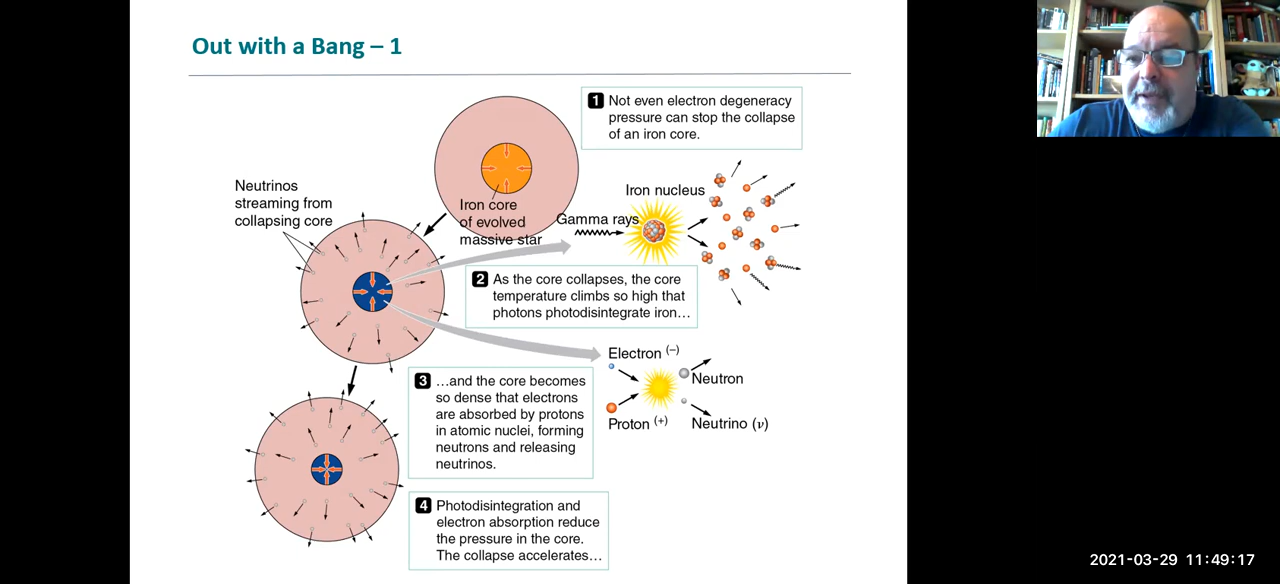 Out with a Bang – 1
1 Not even electron degeneracy
pressure can stop the collapse
of an iron core.
Neutrinos
streaming from
collapsing core
Iron core
of evolved
massive star
Gamma rays
Iron nucleus
2 As the core collapses, the core
temperature climbs so high that
photons photodisintegrate iron…
Electron (–)
Neutron
Proton (+)
Neutrino (ν)
3 …and the core becomes
so dense that electrons
are absorbed by protons
in atomic nuclei, forming
neutrons and releasing
neutrinos.
4 Photodisintegration and
electron absorption reduce
the pressure in the core.
The collapse accelerates…
2021-03-29 11:49:17